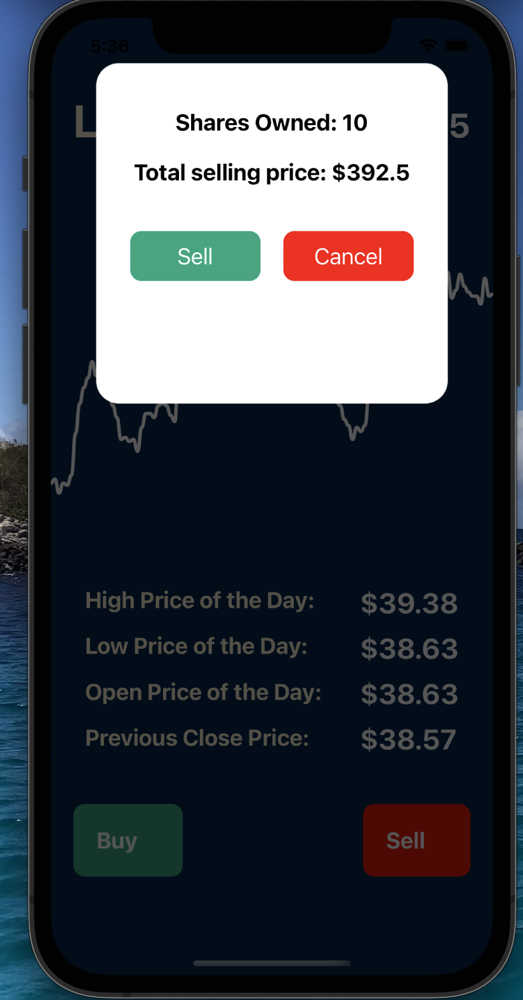 5:36
L
5
Shares Owned: 10
Total selling price: $392.5
Sell Cancel
High Price of the Day: $39.38
Low Price of the Day: $38.63
Open Price of the Day: $38.63
Previous Close Price: $38.57
Buy Sell